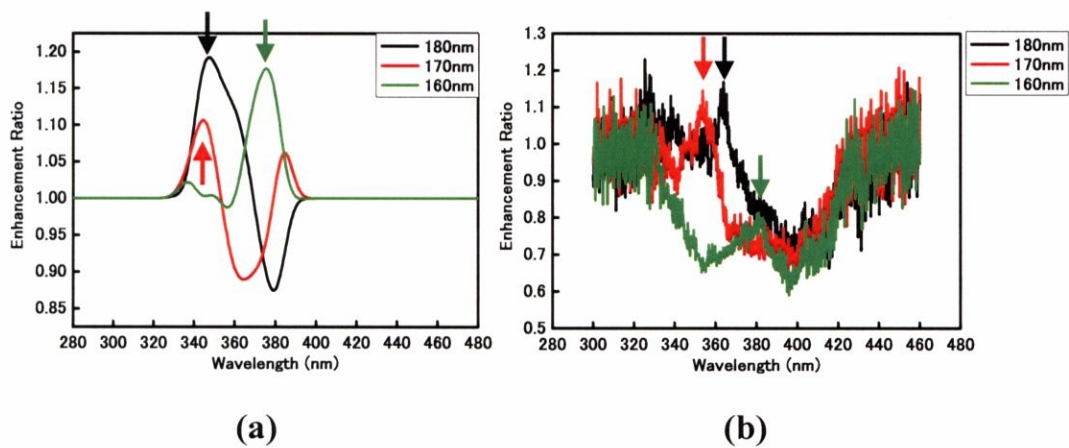 180nm
170nm
160nm
1.20
1.15
1.10
1.05
1.00
0.95
0.90
0.85
Enhancement Ratio
280 300 320 340 360 380 400 420 440 460 480
Wavelength (nm)
(a)
180nm
170nm
160nm
1.3
1.2
1.1
1.0
0.9
0.8
0.7
0.6
0.5
Enhancement Ratio
280 300 320 340 360 380 400 420 440 460 480
Wavelength (nm)
(b)